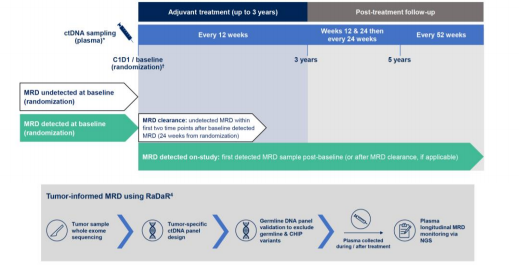 Adjuvant treatment (up to 3 years)
Post-treatment follow-up
ctDNA sampling
(plasma)*
Every 12 weeks
Weeks 12 & 24 then
every 24 weeks
Every 52 weeks
C1D1 / baseline
(randomization)†
3 years
5 years
MRD undetected at baseline
(randomization)
MRD detected at baseline
(randomization)
MRD clearance: undetected MRD within
first two time points after baseline detected
MRD (24 weeks from randomization)
MRD detected on-study: first detected MRD sample post-baseline (or after MRD clearance, if applicable)
Tumor-informed MRD using RaDaR⁴
Tumor sample
whole exome
sequencing
Tumor-specific
ctDNA panel
design
Germline DNA panel
validation to exclude
germline & CHIP
variants
Plasma collected
during / after treatment
Plasma
longitudinal MRD
monitoring via
NGS